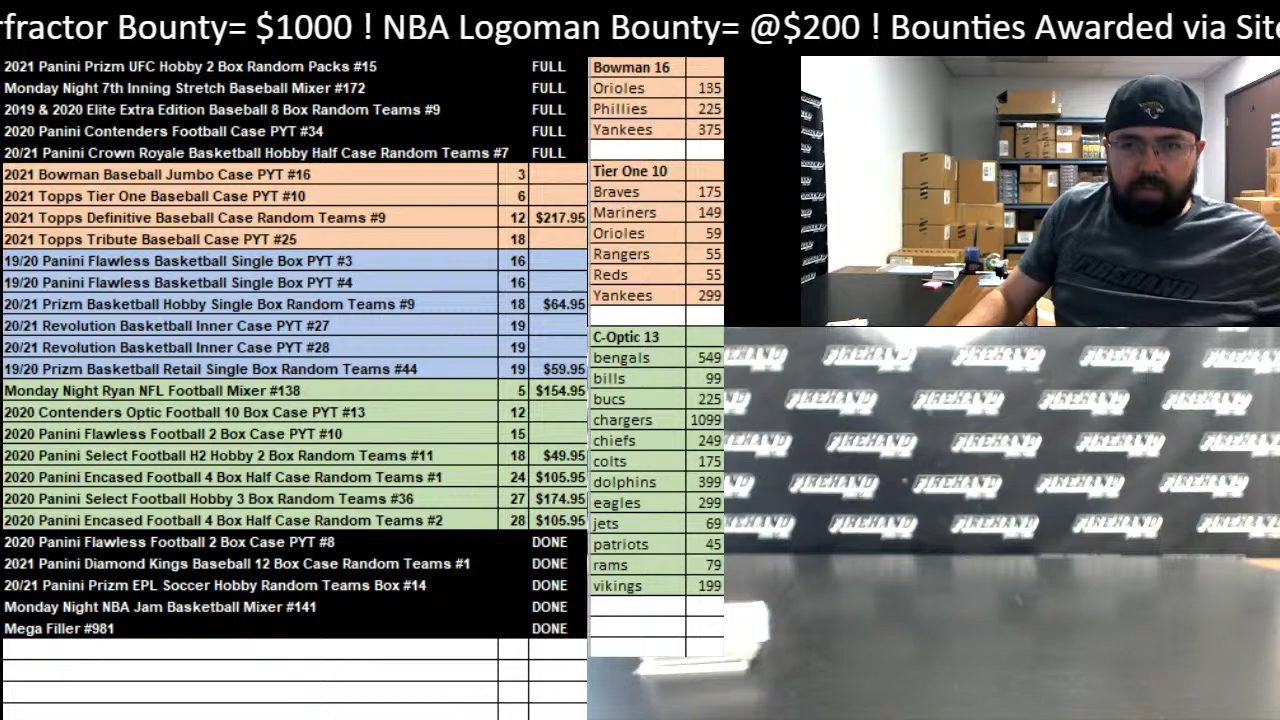 rfractor Bounty= $1000 ! NBA Logoman Bounty= @$200 ! Bounties Awarded via Site
2021 Panini Prizm UFC Hobby 2 Box Random Packs #15 FULL
Monday Night 7th Inning Stretch Baseball Mixer #172 FULL
2019 & 2020 Elite Extra Edition Baseball 8 Box Random Teams #9 FULL
2020 Panini Contenders Football Case PYT #34 FULL
20/21 Panini Crown Royale Basketball Hobby Half Case Random Teams #7 FULL
2021 Bowman Baseball Jumbo Case PYT #16 3
2021 Topps Tier One Baseball Case PYT #10 6
2021 Topps Definitive Baseball Case Random Teams #9 12 $217.95
2021 Topps Tribute Baseball Case PYT #25 18
19/20 Panini Flawless Basketball Single Box PYT #3 16
19/20 Panini Flawless Basketball Single Box PYT #4 16
20/21 Prizm Basketball Hobby Single Box Random Teams #9 18 $64.95
20/21 Revolution Basketball Inner Case PYT #27 19
20/21 Revolution Basketball Inner Case PYT #28 19
19/20 Prizm Basketball Retail Single Box Random Teams #44 19 $59.95
Monday Night Ryan NFL Football Mixer #138 5 $154.95
2020 Contenders Optic Football 10 Box Case PYT #13 12
2020 Panini Flawless Football 2 Box Case PYT #10 15
2020 Panini Select Football H2 Hobby 2 Box Random Teams #11 18 $49.95
2020 Panini Encased Football 4 Box Half Case Random Teams #1 24 $105.95
2020 Panini Select Football Hobby 3 Box Random Teams #36 27 $174.95
2020 Panini Encased Football 4 Box Half Case Random Teams #2 28 $105.95
2020 Panini Flawless Football 2 Box Case PYT #8 DONE
2021 Panini Diamond Kings Baseball 12 Box Case Random Teams #1 DONE
20/21 Panini Prizm EPL Soccer Hobby Random Teams Box #14 DONE
Monday Night NBA Jam Basketball Mixer #141 DONE
Mega Filler #981 DONE
Bowman 16
Orioles 135
Phillies 225
Yankees 375
Tier One 10
Braves 175
Mariners 149
Orioles 59
Rangers 55
Reds 55
Yankees 299
C-Optic 13
bengals 549
bills 99
bucs 225
chargers 1099
chiefs 249
colts 175
dolphins 399
eagles 299
jets 69
patriots 45
rams 79
vikings 199
FIREHAND
FIREHAND FIREHAND FIREHAND
FIREHAND FIREHAND FIREHAND
FIREHAND FIREHAND FIREHAND
FIREHAND FIREHAND FIREHAND
FIREHAND FIREHAND FIREHAND